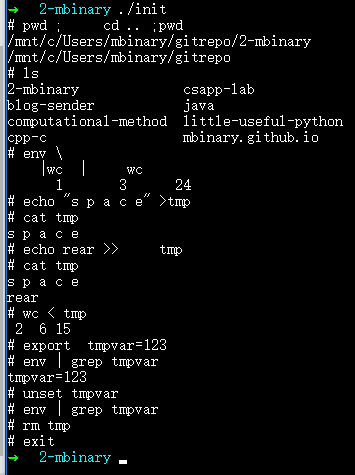 ➜  2-mbinary ./init
# pwd ;    cd .. ;pwd
/mnt/c/Users/mbinary/gitrepo/2-mbinary
/mnt/c/Users/mbinary/gitrepo
# ls
2-mbinary              csapp-lab
blog-sender            java
computational-method   little-useful-python
cpp-c                  mbinary.github.io
# env \
    |wc  |     wc
      1       3      24
# echo "s p a c e" >tmp
# cat tmp
s p a c e
# echo rear >>     tmp
# cat tmp
s p a c e
rear
# wc < tmp
 2  6 15
# export  tmpvar=123
# env | grep tmpvar
tmpvar=123
# unset tmpvar
# env | grep tmpvar
# rm tmp
# exit
➜  2-mbinary